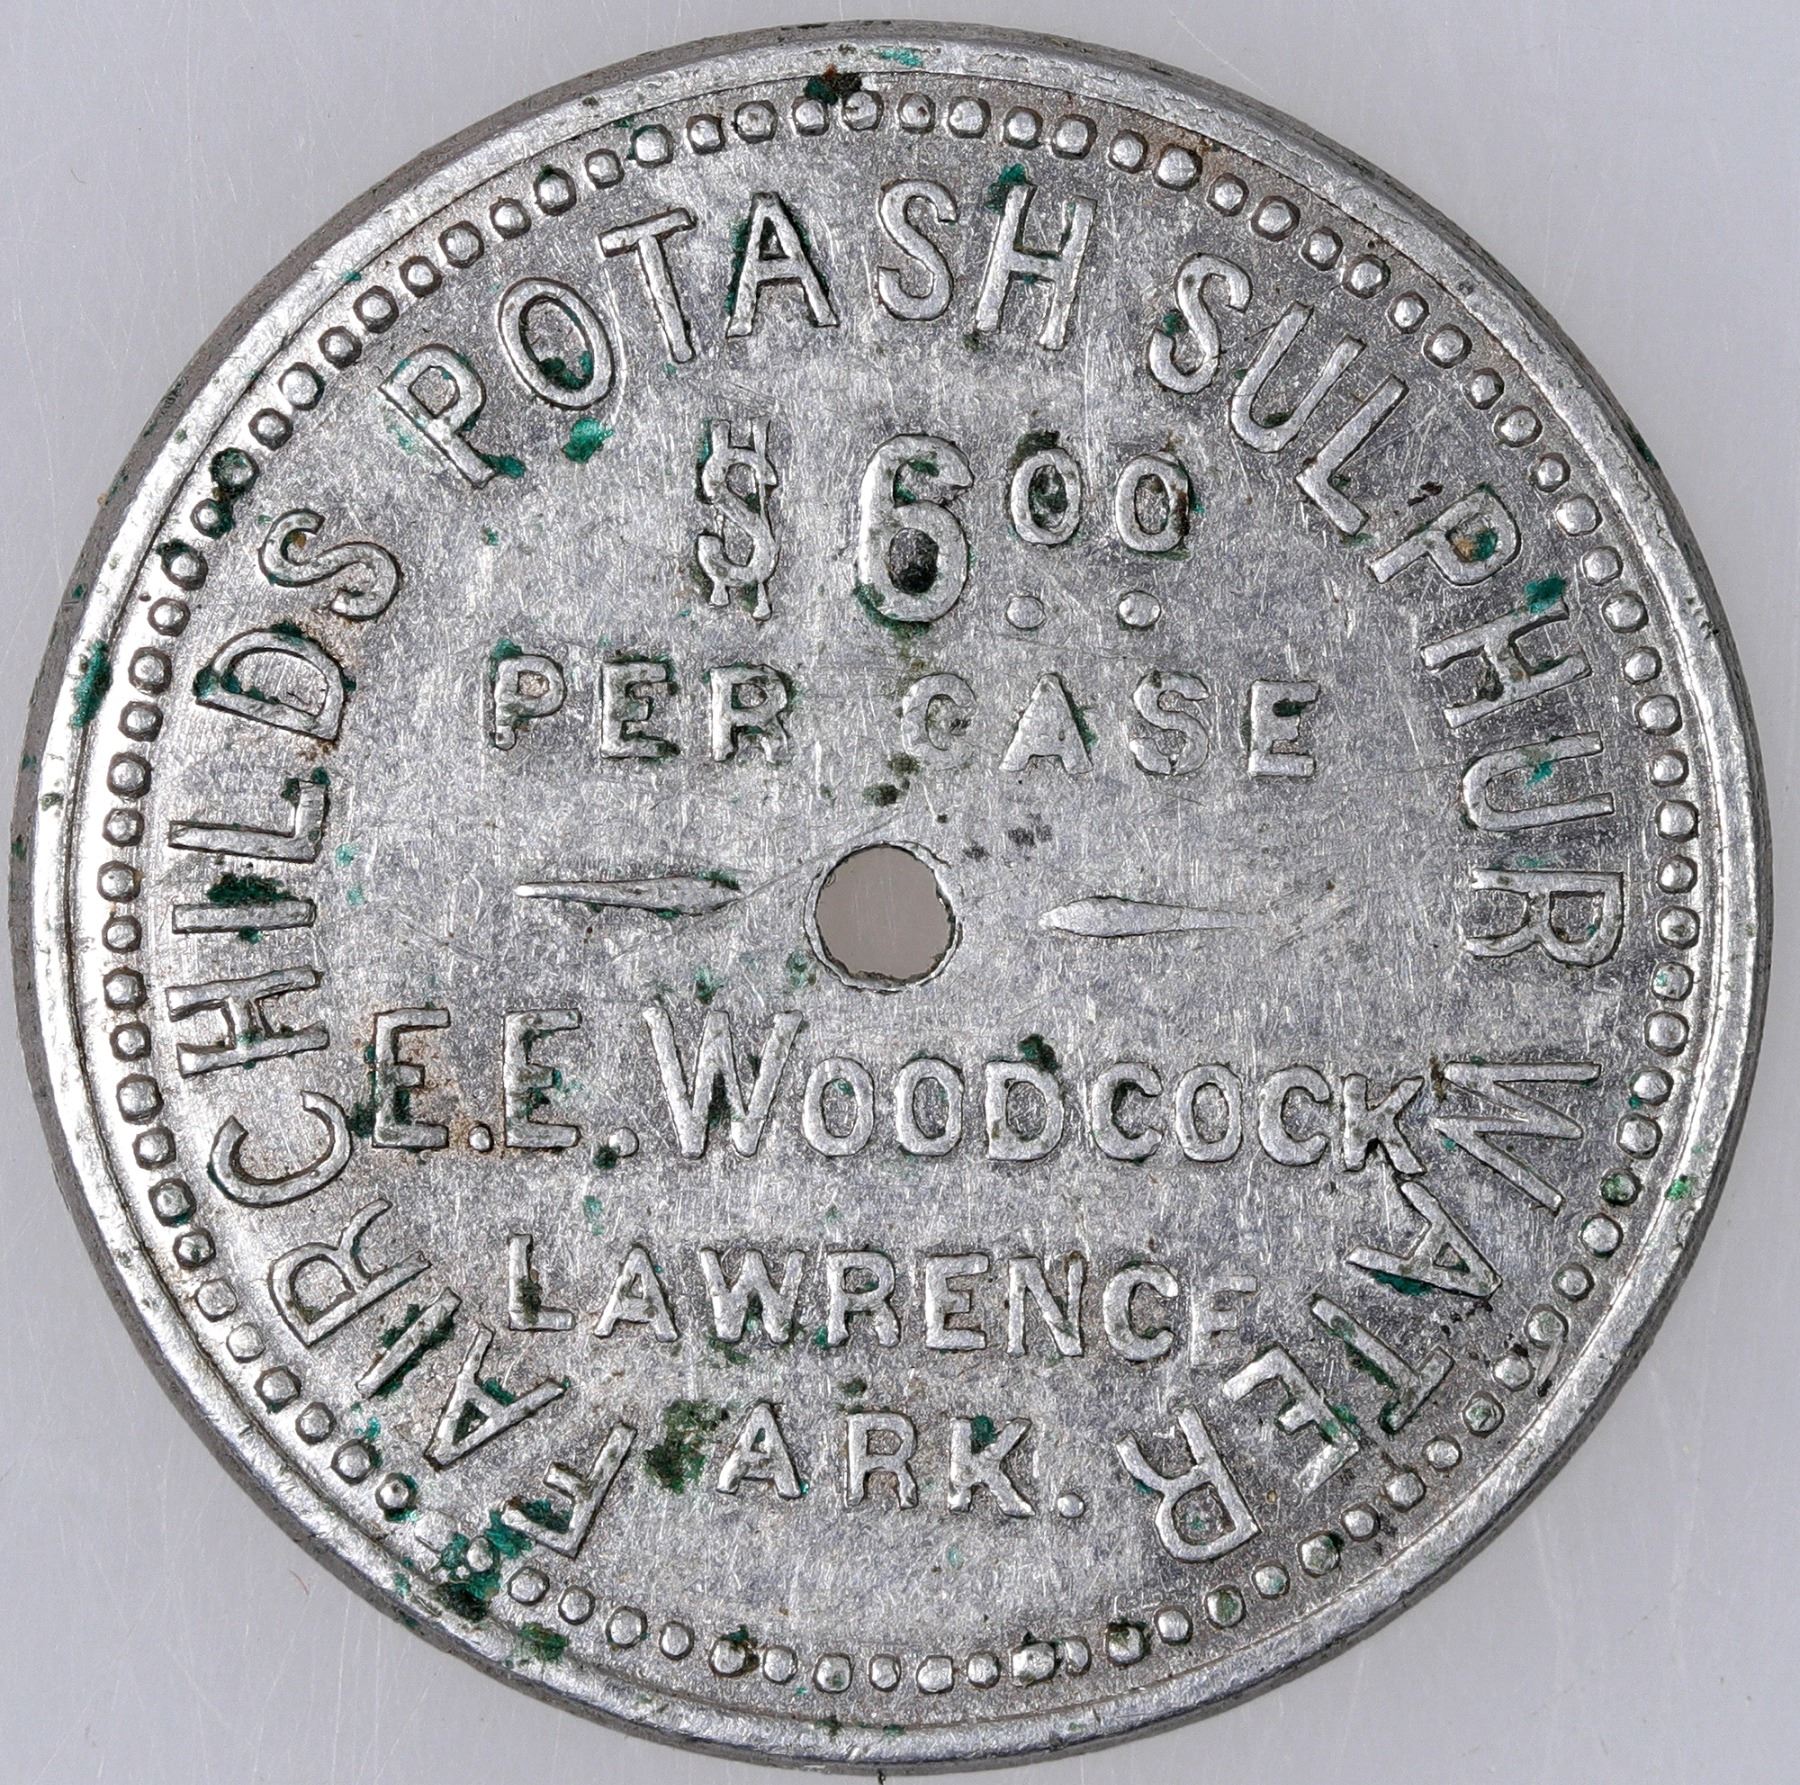 FAIRCHILDS POTASH SULPHUR WATER
$6.00
PER CASE
E.E. WOODCOCK
LAWRENCE
ARK.